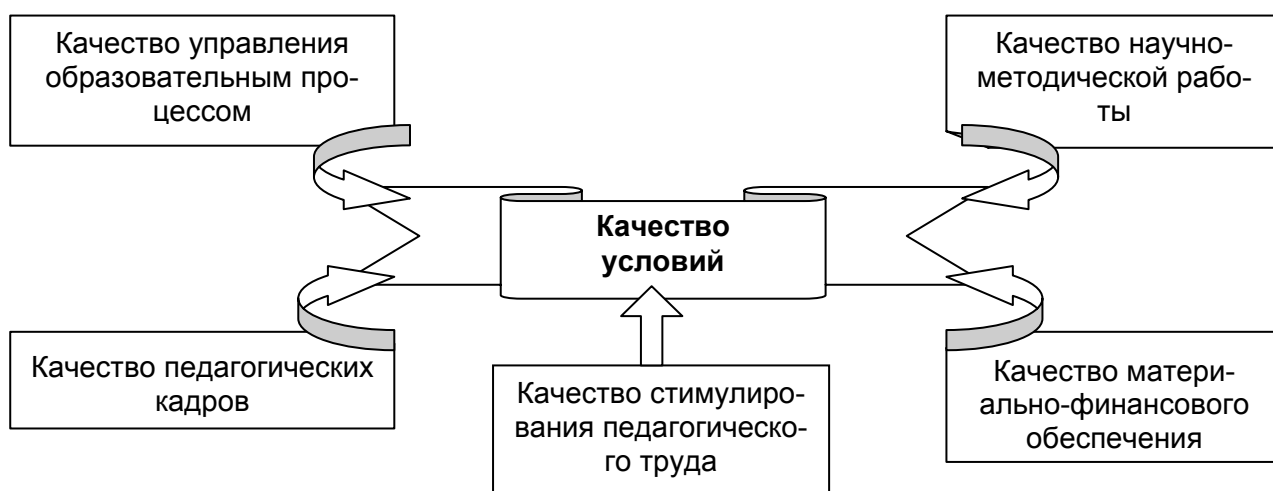 Качество управления
образовательным про-
цессом
Качество научно-
методической рабо-
ты
Качество
условий
Качество педагогических
кадров
Качество стимулиро-
вания педагогическо-
го труда
Качество матери-
ально-финансового
обеспечения